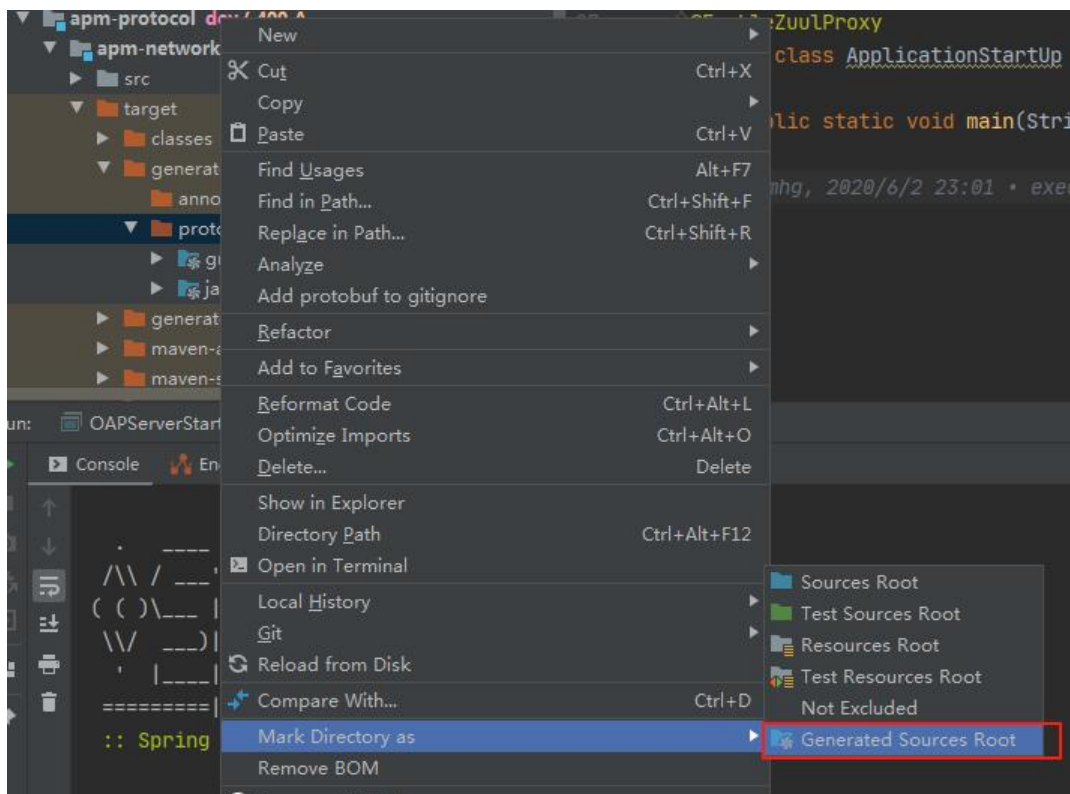 apm-protocol
apm-network
src
target
classes
generat
anno
proto
ja
generat
maven-
maven-s
New
Cut Ctrl+X
Copy
Paste Ctrl+V
Find Usages Alt+F7
Find in Path... Ctrl+Shift+F
Replace in Path... Ctrl+Shift+R
Analyze
Add protobuf to gitignore
Refactor
Add to Favorites
Reformat Code Ctrl+Alt+L
Optimize Imports Ctrl+Alt+O
Delete... Delete
Show in Explorer
Directory Path Ctrl+Alt+F12
Open in Terminal
Local History
Git
Reload from Disk
Compare With... Ctrl+D
Mark Directory as
Remove BOM
Sources Root
Test Sources Root
Resources Root
Test Resources Root
Not Excluded
Generated Sources Root
ZuulProxy
class ApplicationStartUp
lic static void main(Stri
mhg, 2020/6/2 23:01 • exe
un: OAPServerStart
Console En
:: Spring